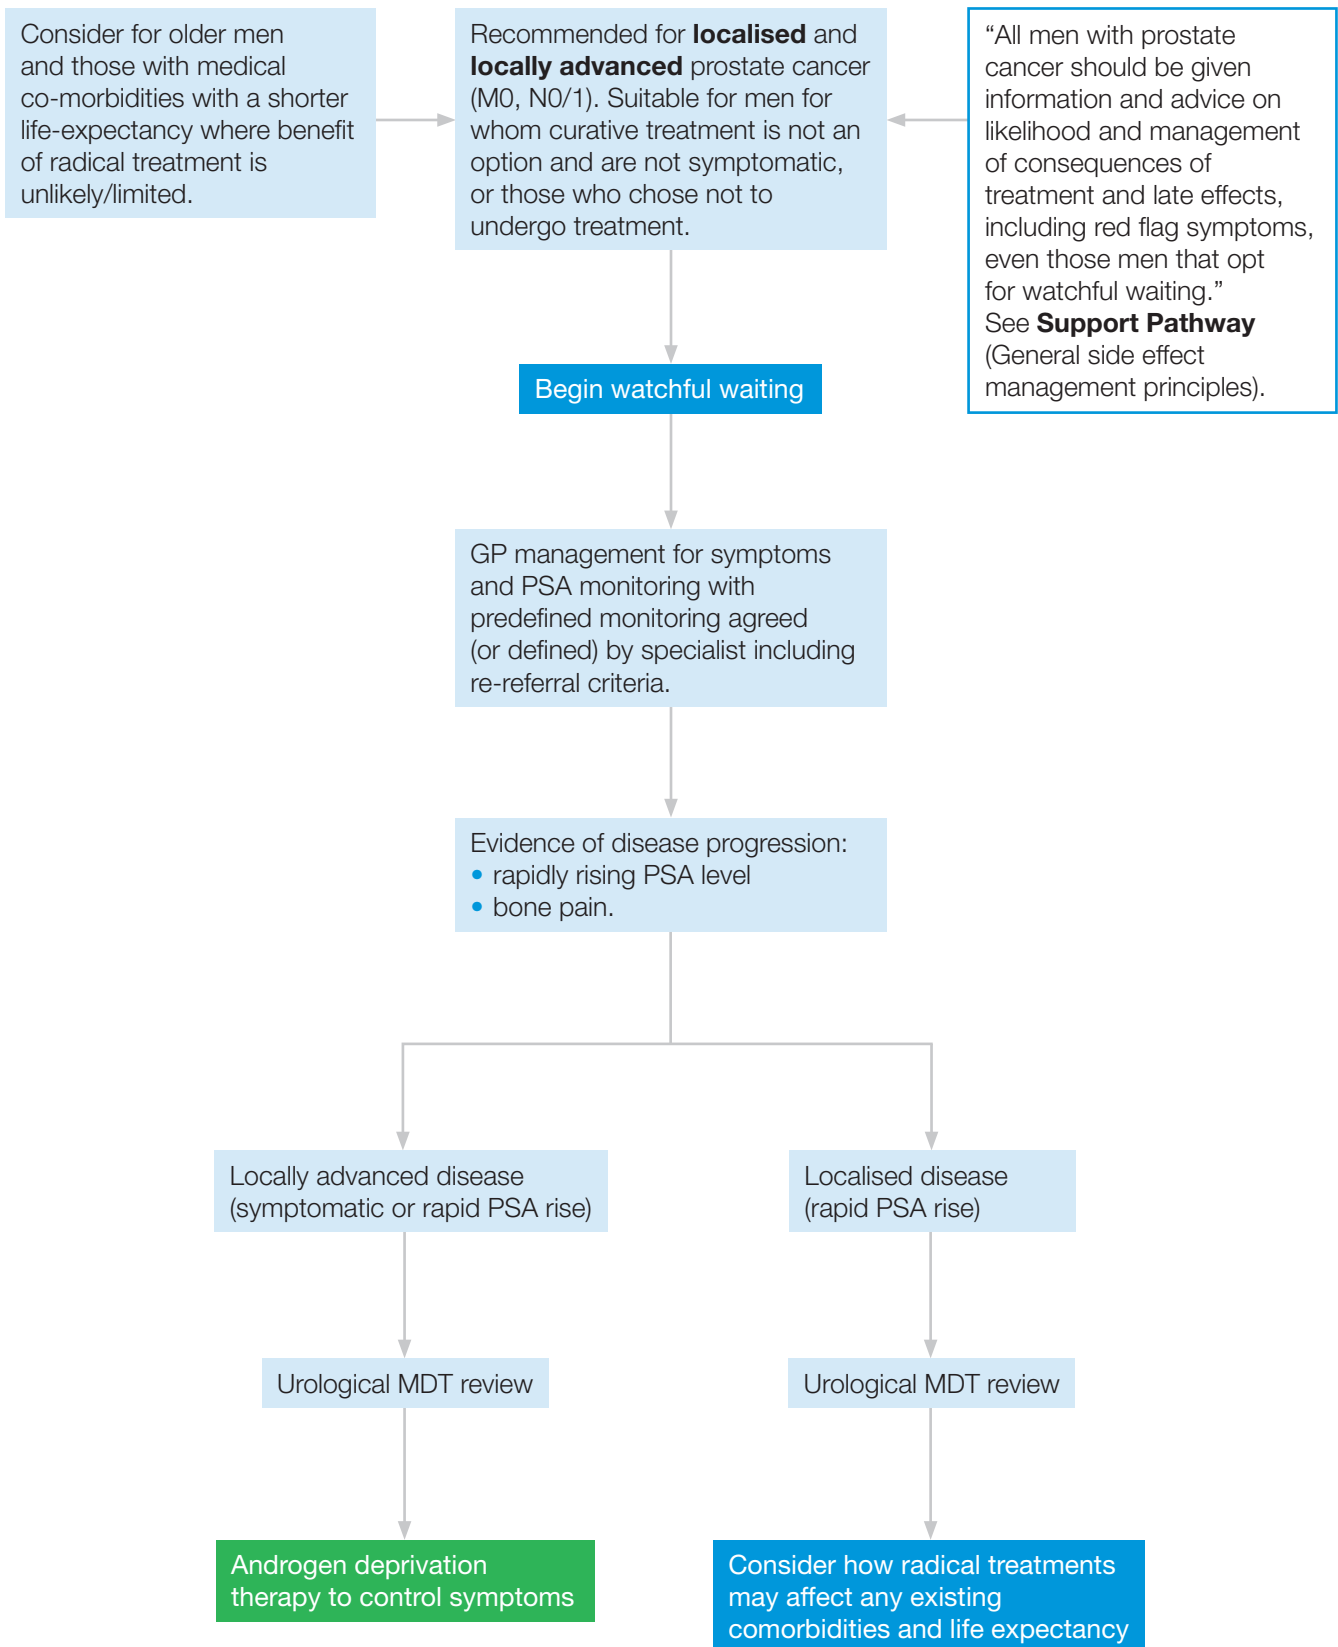 Consider for older men
and those with medical
co-morbidities with a shorter
life-expectancy where benefit
of radical treatment is
unlikely/limited.
Recommended for localised and
locally advanced prostate cancer
(M0, N0/1). Suitable for men for
whom curative treatment is not an
option and are not symptomatic,
or those who chose not to
undergo treatment.
“All men with prostate
cancer should be given
information and advice on
likelihood and management
of consequences of
treatment and late effects,
including red flag symptoms,
even those men that opt
for watchful waiting.”
See Support Pathway
(General side effect
management principles).
Begin watchful waiting
GP management for symptoms
and PSA monitoring with
predefined monitoring agreed
(or defined) by specialist including
re-referral criteria.
Evidence of disease progression:
• rapidly rising PSA level
• bone pain.
Locally advanced disease
(symptomatic or rapid PSA rise)
Localised disease
(rapid PSA rise)
Urological MDT review
Urological MDT review
Androgen deprivation
therapy to control symptoms
Consider how radical treatments
may affect any existing
comorbidities and life expectancy